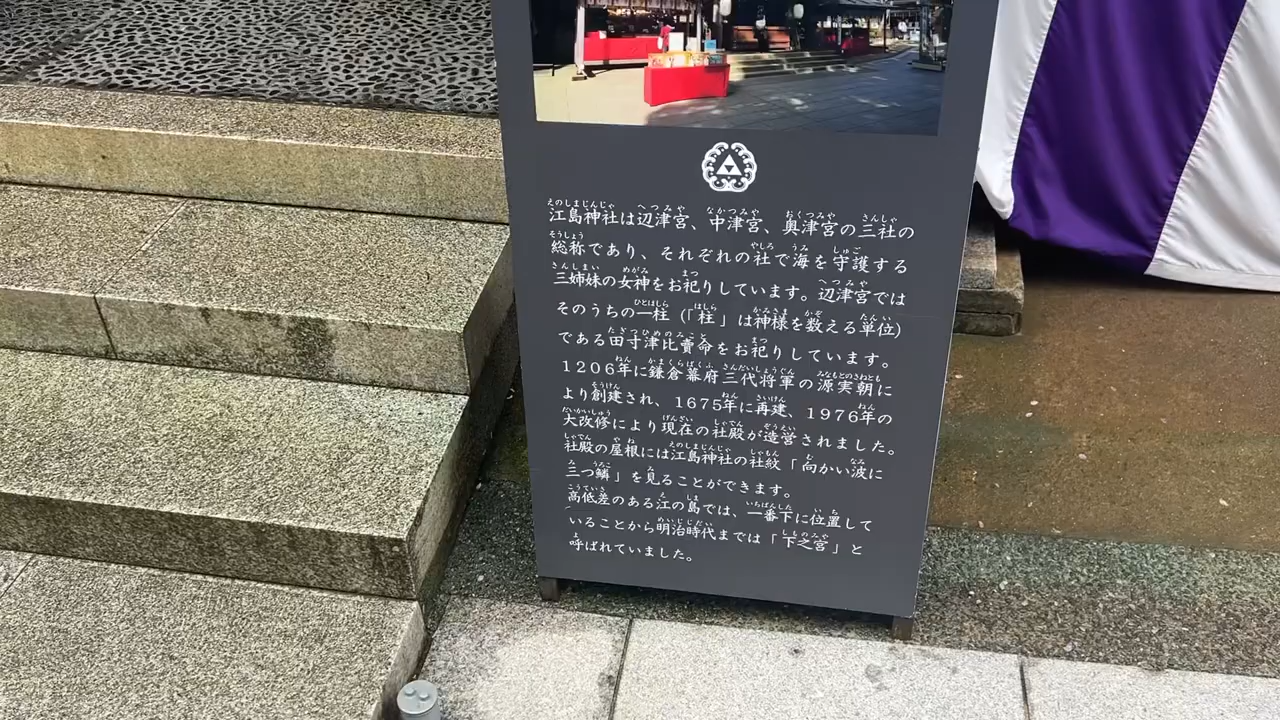 江島神社は辺津宮、中津宮、奥津宮の三社の
総称であり、それぞれの社で海を守護する
三姉妹の女神をお祀りしています。辺津宮では
そのうちの一柱（「柱」は神様を数える単位）
である田寸津比賣命をお祀りしています。
1206年に鎌倉幕府三代将軍の源実朝に
より創建され、1675年に再建、1976年の
大改修により現在の社殿が造営されました。
社殿の屋根には江島神社の社紋「向かい波に
三つ鱗」を見ることができます。
高低差のある江の島では、一番下に位置して
いることから明治時代までは「下之宮」と
呼ばれていました。